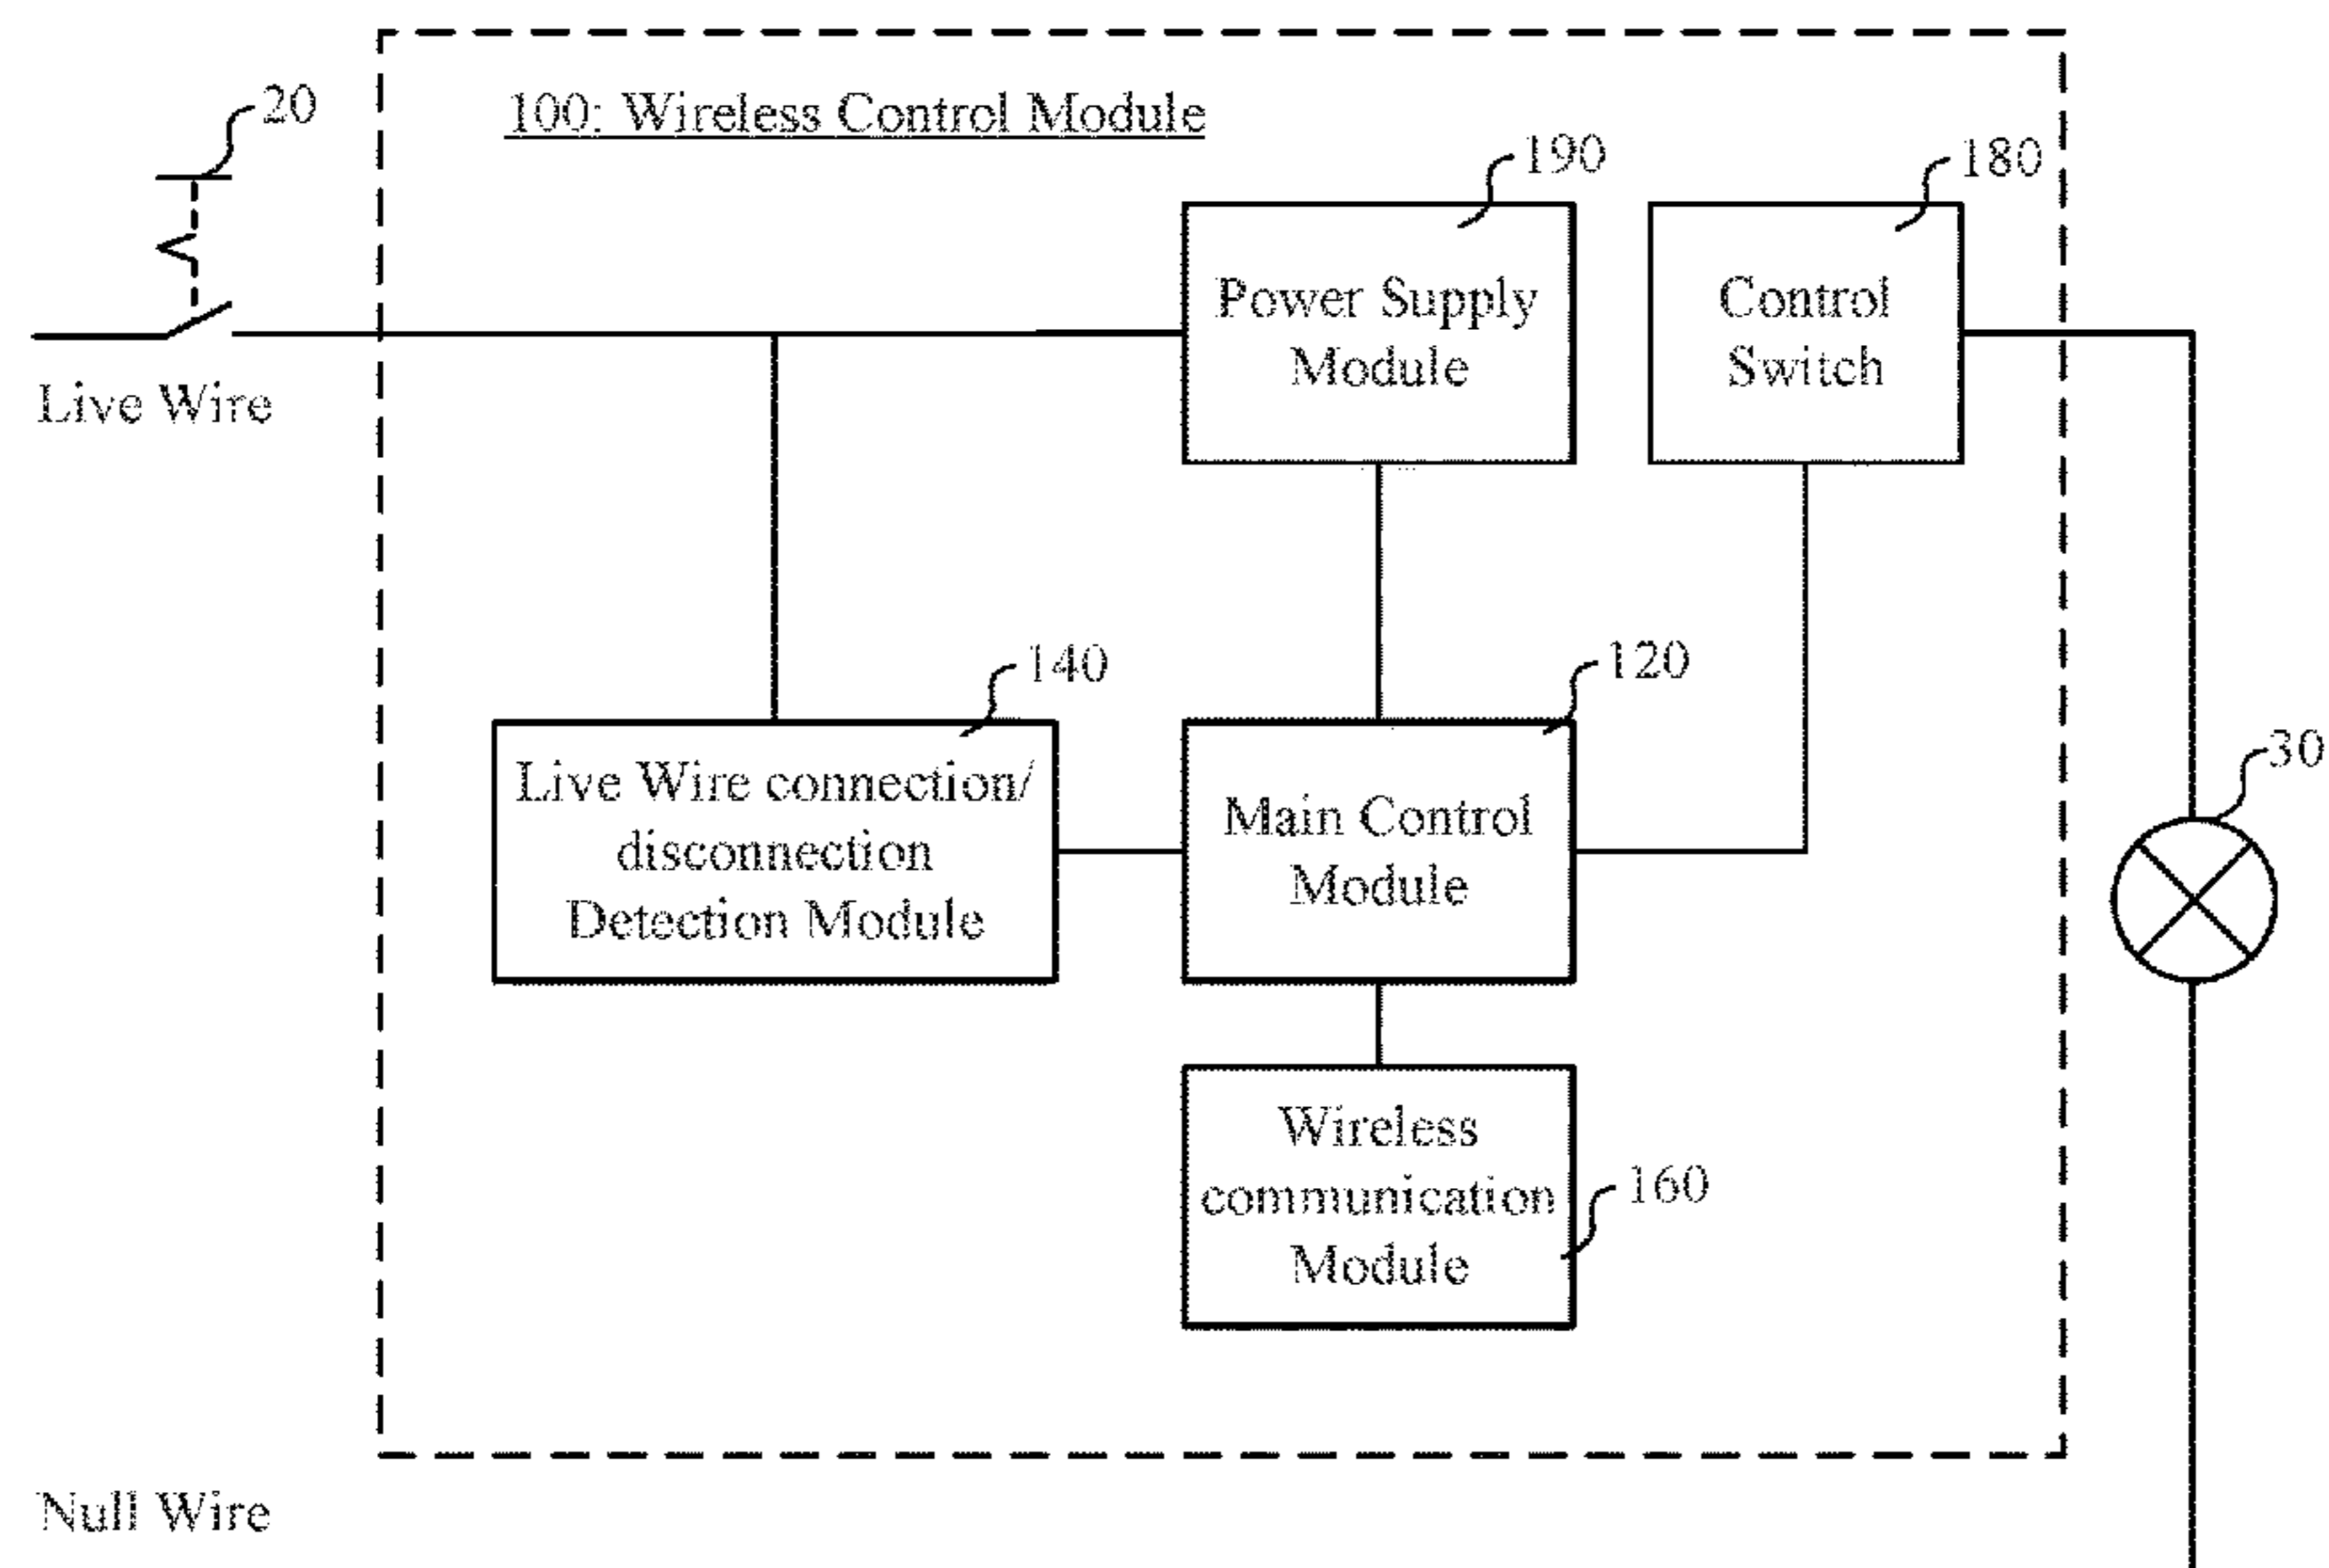 20
100: Wireless Control Module
190
180
Power Supply
Module
Control
Switch
Live Wire
140
120
30
Live Wire connection/
disconnection
Detection Module
Main Control
Module
Wireless
communication
Module
160
Null Wire